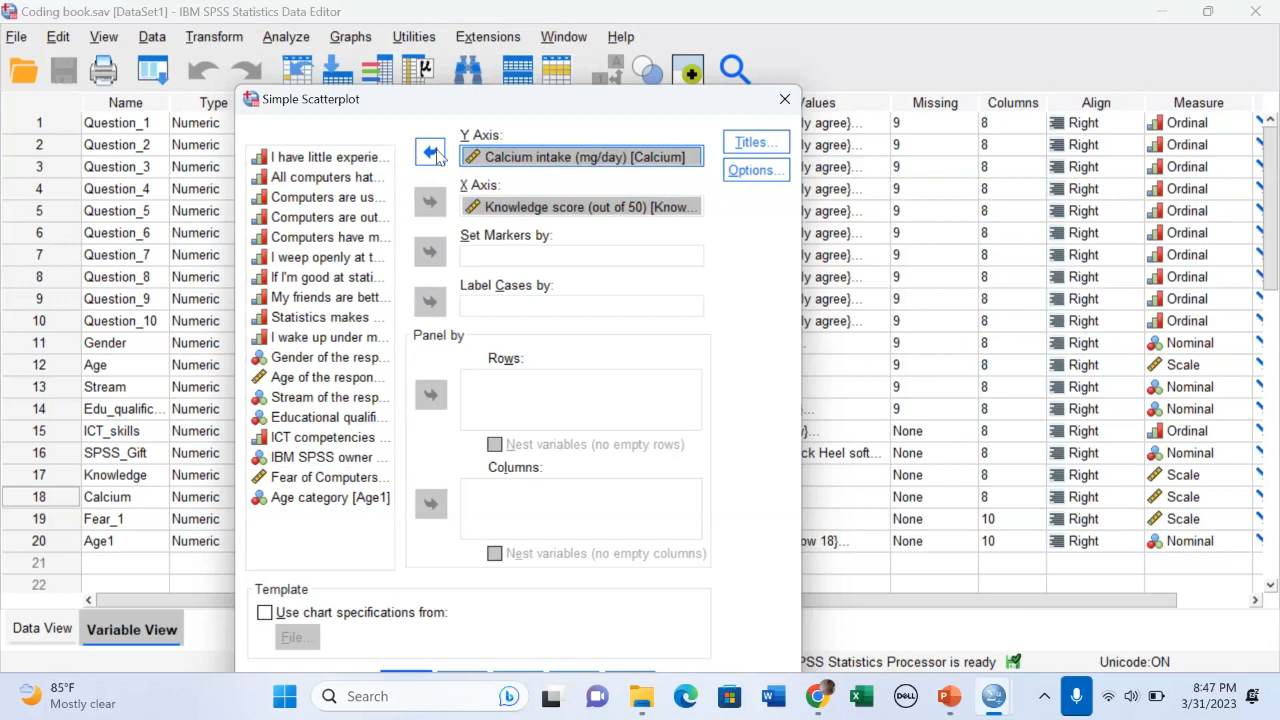 Coding book.sav [DataSet1] - IBM SPSS Statistics Data Editor
File Edit View Data Transform Analyze Graphs Utilities Extensions Window Help
Name Type Values Missing Columns Align Measure
1 Question_1 Numeric ly agree}... 9 8 Right Ordinal
2 Question_2 Numeric ly agree}... 9 8 Right Ordinal
3 Question_3 Numeric ly agree}... 9 8 Right Ordinal
4 Question_4 Numeric ly agree}... 9 8 Right Ordinal
5 Question_5 Numeric ly agree}... 9 8 Right Ordinal
6 Question_6 Numeric ly agree}... 9 8 Right Ordinal
7 Question_7 Numeric ly agree}... 9 8 Right Ordinal
8 Question_8 Numeric ly agree}... 9 8 Right Ordinal
9 Question_9 Numeric ly agree}... 9 8 Right Ordinal
10 Question_10 Numeric ly agree}... 9 8 Right Ordinal
11 Gender Numeric 9 8 Right Nominal
12 Age Numeric 9 8 Right Scale
13 Stream Numeric 9 8 Right Nominal
14 Edu_qualific... Numeric 9 8 Right Nominal
15 ICT_skills Numeric }... None 8 Right Ordinal
16 SPSS_Gift Numeric ck Heel soft... None 8 Right Nominal
17 Knowledge Numeric None 8 Right Scale
18 Calcium Numeric None 8 Right Scale
19 Fear_1 Numeric None 10 Right Scale
20 Age1 Numeric ow 18}... None 10 Right Nominal
21
22
Data View Variable View
Simple Scatterplot
I have little experie...
All computers hat...
Computers are us...
Computers are out...
Computers have m...
I weep openly at t...
If I'm good at stati...
My friends are bett...
Statistics makes ...
I wake up under m...
Gender of the resp...
Age of the respon...
Stream of the resp...
Educational qualifi...
ICT competencies ...
IBM SPSS owner ...
Fear of Computers...
Age category [Age1]
Y Axis:
Calcium intake (mg/day) [Calcium]
X Axis:
Knowledge score (out of 50) [Know...
Set Markers by:
Label Cases by:
Panel by
Rows:
Nest variables (no empty rows)
Columns:
Nest variables (no empty columns)
Titles...
Options...
Template
Use chart specifications from:
File...
PSS Statistics Processor is ready Unicode:ON
85°F
Mostly clear
Search
DELL
8:47 PM
3/31/2023